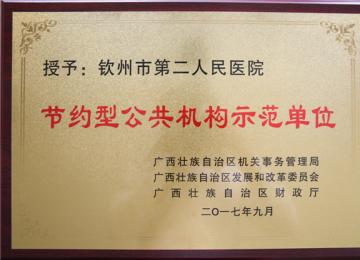 授予：钦州市第二人民医院
节约型公共机构示范单位
广西壮族自治区机关事务管理局
广西壮族自治区发展和改革委员会
广西壮族自治区财政厅
二〇一七年九月